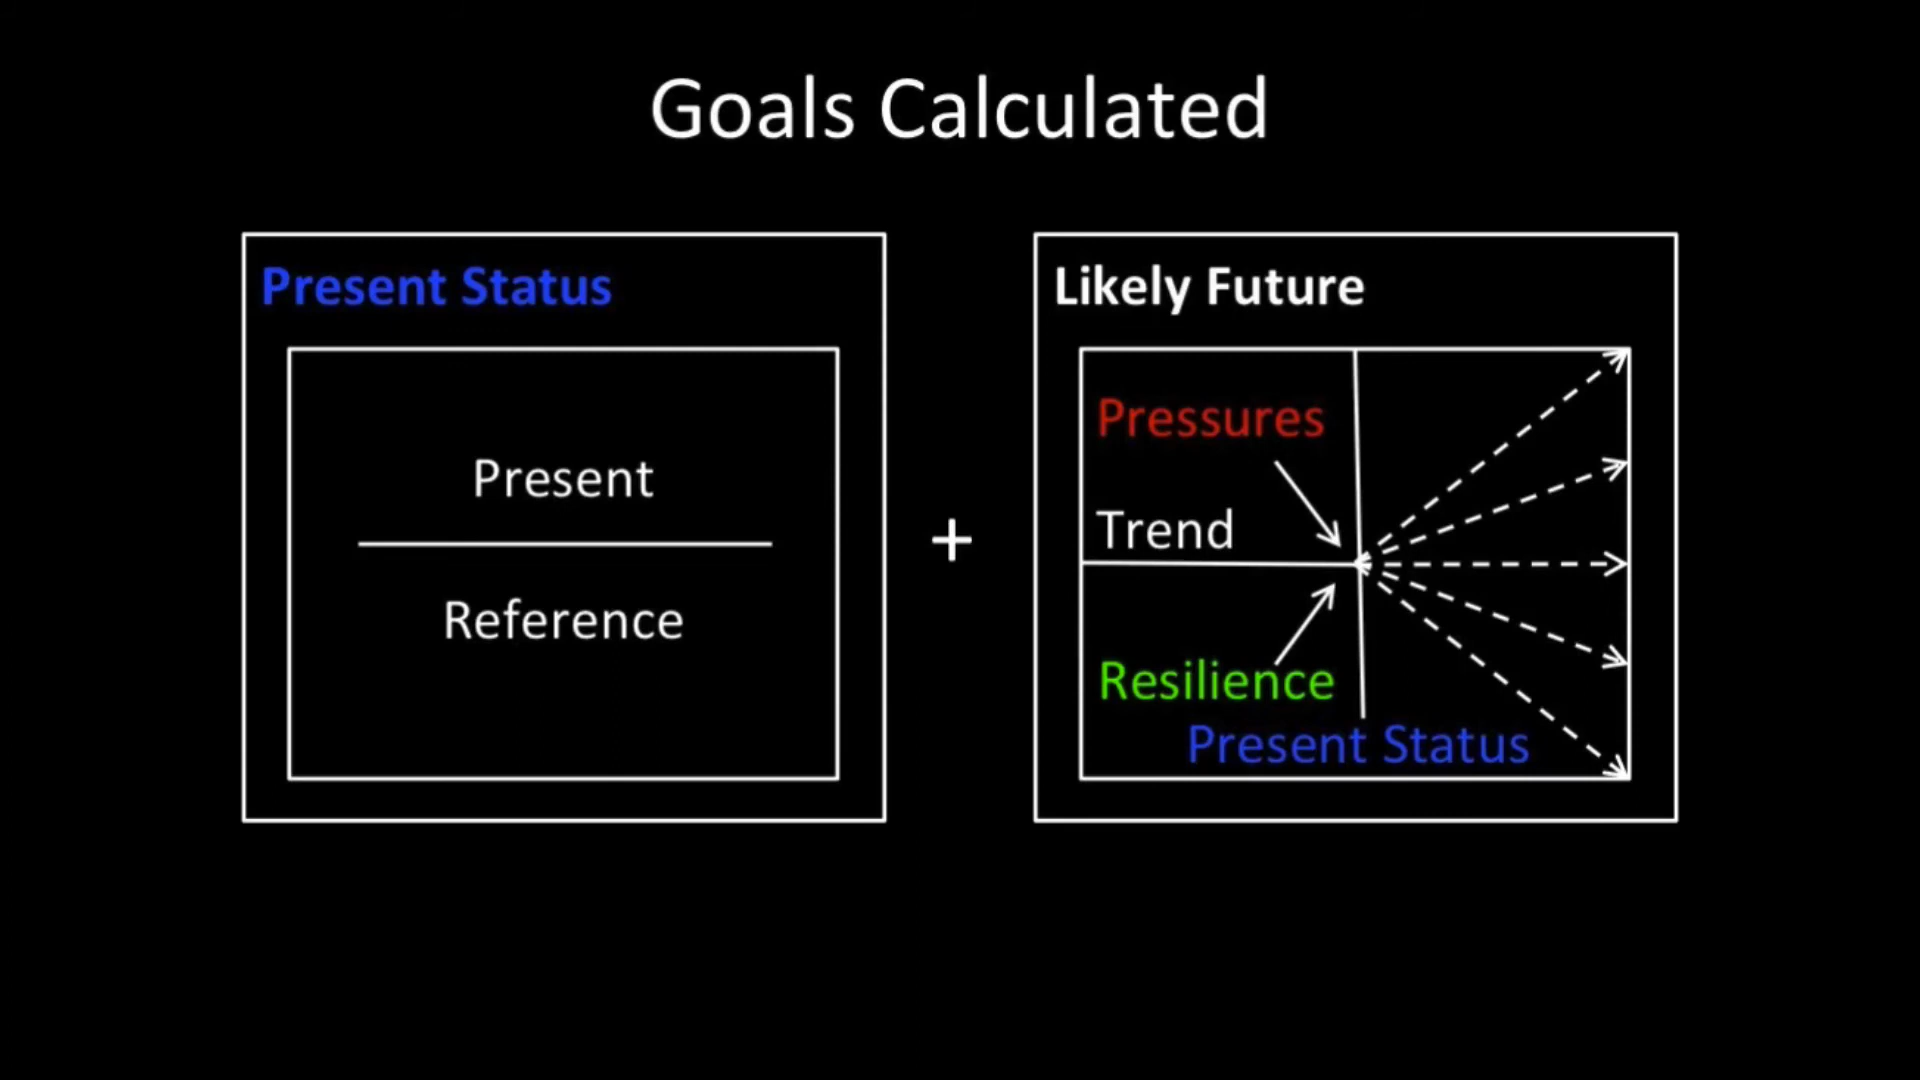 Goals Calculated
Present Status
Present
Reference
+
Likely Future
Pressures
Trend
Resilience
Present Status